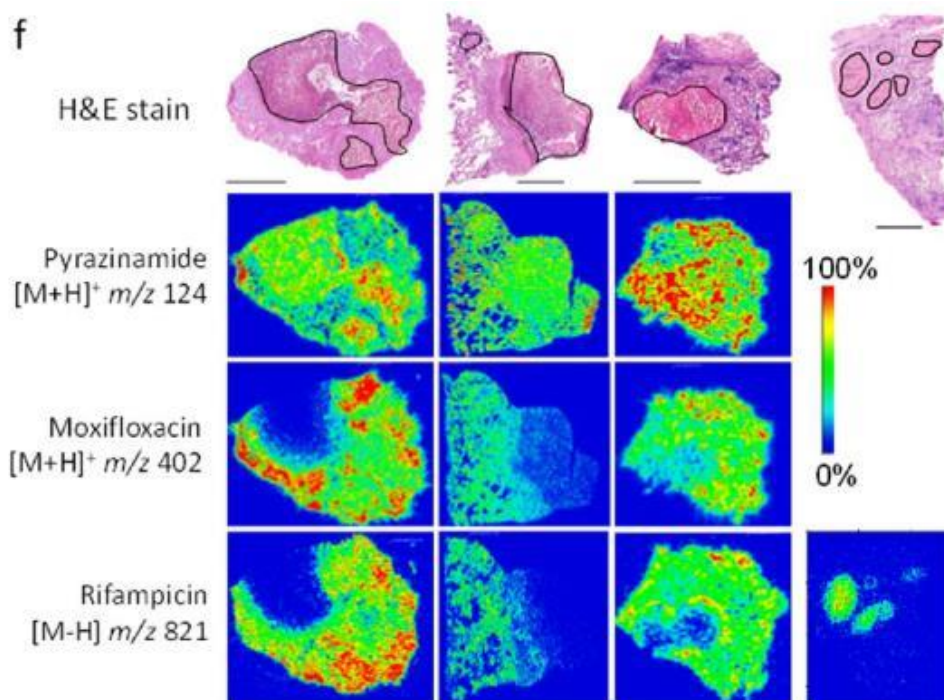 f
H&E stain
Pyrazinamide
[M+H]⁺ m/z 124
100%
Moxifloxacin
[M+H]⁺ m/z 402
0%
Rifampicin
[M-H] m/z 821